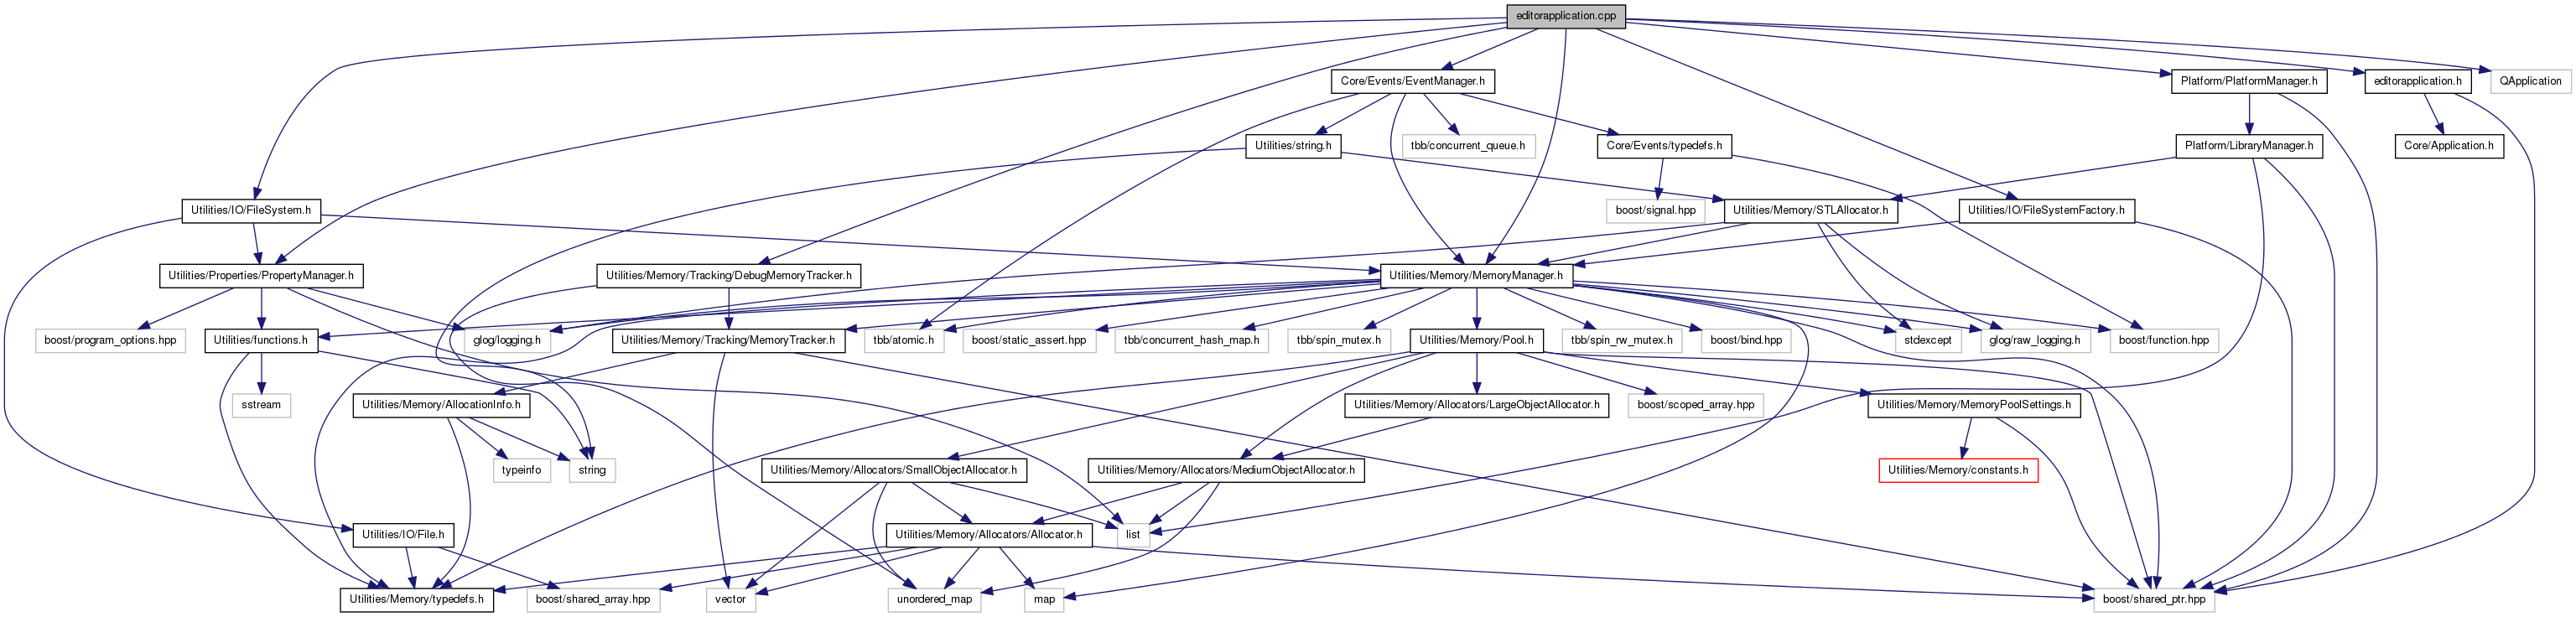 editorapplication.cpp
Core/Events/EventManager.h
Platform/PlatformManager.h
editorapplication.h
QApplication
Utilities/string.h
tbb/concurrent_queue.h
Core/Events/typedefs.h
Platform/LibraryManager.h
Core/Application.h
Utilities/IO/FileSystem.h
boost/signal.hpp
Utilities/Memory/STLAllocator.h
Utilities/IO/FileSystemFactory.h
Utilities/Properties/PropertyManager.h
Utilities/Memory/Tracking/DebugMemoryTracker.h
Utilities/Memory/MemoryManager.h
boost/program_options.hpp
Utilities/functions.h
glog/logging.h
Utilities/Memory/Tracking/MemoryTracker.h
tbb/atomic.h
boost/static_assert.hpp
tbb/concurrent_hash_map.h
tbb/spin_mutex.h
Utilities/Memory/Pool.h
tbb/spin_rw_mutex.h
boost/bind.hpp
stdexcept
glog/raw_logging.h
boost/function.hpp
sstream
Utilities/Memory/AllocationInfo.h
Utilities/Memory/Allocators/LargeObjectAllocator.h
boost/scoped_array.hpp
Utilities/Memory/MemoryPoolSettings.h
typeinfo
string
Utilities/Memory/Allocators/SmallObjectAllocator.h
Utilities/Memory/Allocators/MediumObjectAllocator.h
Utilities/Memory/constants.h
Utilities/IO/File.h
Utilities/Memory/Allocators/Allocator.h
list
Utilities/Memory/typedefs.h
boost/shared_array.hpp
vector
unordered_map
map
boost/shared_ptr.hpp